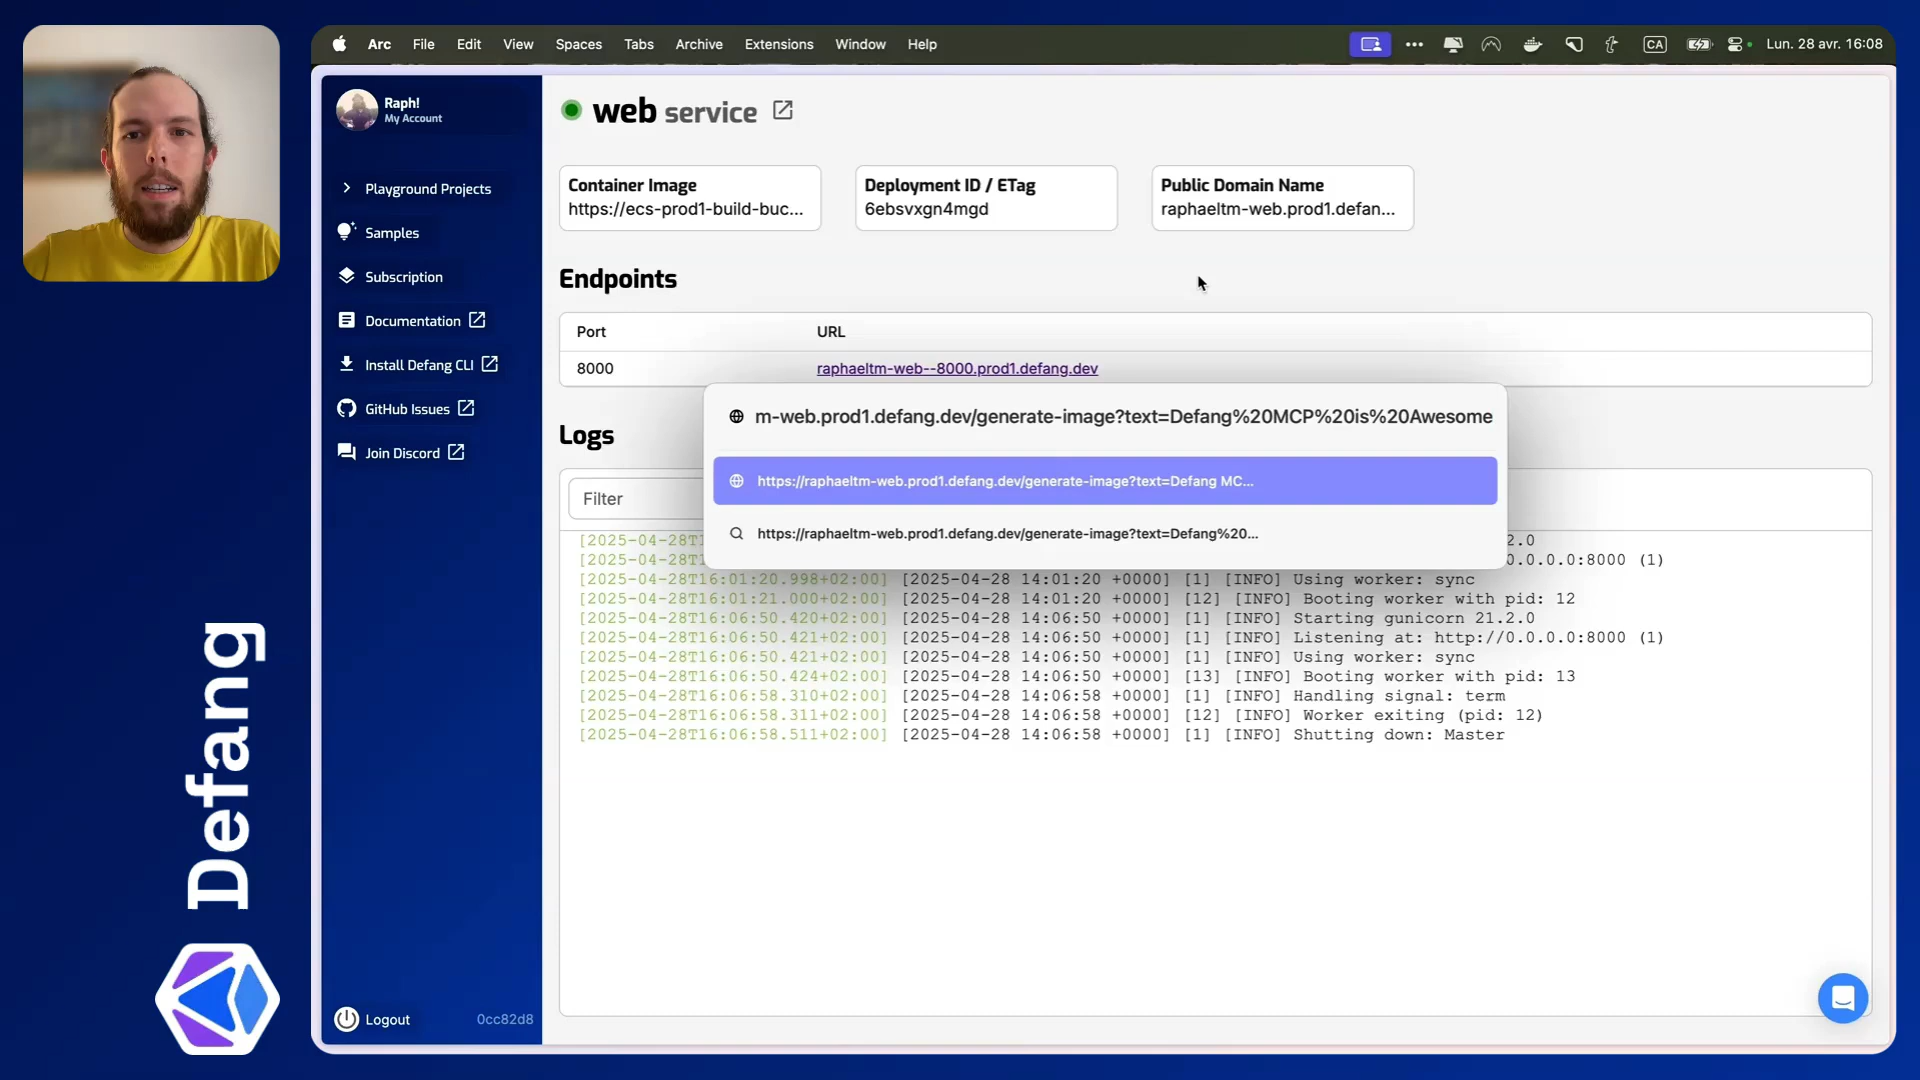 Arc File Edit View Spaces Tabs Archive Extensions Window Help
CA
Lun. 28 avr. 16:08
Raph!
My Account
Playground Projects
Samples
Subscription
Documentation
Install Defang CLI
GitHub Issues
Join Discord
Logout 0cc82d8
Defang
web service
Container Image
https://ecs-prod1-build-buc...
Deployment ID / ETag
6ebsvxgn4mgd
Public Domain Name
raphaeltm-web.prod1.defan...
Endpoints
Port URL
8000 raphaeltm-web--8000.prod1.defang.dev
m-web.prod1.defang.dev/generate-image?text=Defang%20MCP%20is%20Awesome
https://raphaeltm-web.prod1.defang.dev/generate-image?text=Defang MC...
https://raphaeltm-web.prod1.defang.dev/generate-image?text=Defang%20...
Logs
Filter
[2025-04-28T1 2.0
[2025-04-28T1 0.0.0.0:8000 (1)
[2025-04-28T16:01:20.998+02:00] [2025-04-28 14:01:20 +0000] [1] [INFO] Using worker: sync
[2025-04-28T16:01:21.000+02:00] [2025-04-28 14:01:20 +0000] [12] [INFO] Booting worker with pid: 12
[2025-04-28T16:06:50.420+02:00] [2025-04-28 14:06:50 +0000] [1] [INFO] Starting gunicorn 21.2.0
[2025-04-28T16:06:50.421+02:00] [2025-04-28 14:06:50 +0000] [1] [INFO] Listening at: http://0.0.0.0:8000 (1)
[2025-04-28T16:06:50.421+02:00] [2025-04-28 14:06:50 +0000] [1] [INFO] Using worker: sync
[2025-04-28T16:06:50.424+02:00] [2025-04-28 14:06:50 +0000] [13] [INFO] Booting worker with pid: 13
[2025-04-28T16:06:58.310+02:00] [2025-04-28 14:06:58 +0000] [1] [INFO] Handling signal: term
[2025-04-28T16:06:58.311+02:00] [2025-04-28 14:06:58 +0000] [12] [INFO] Worker exiting (pid: 12)
[2025-04-28T16:06:58.511+02:00] [2025-04-28 14:06:58 +0000] [1] [INFO] Shutting down: Master